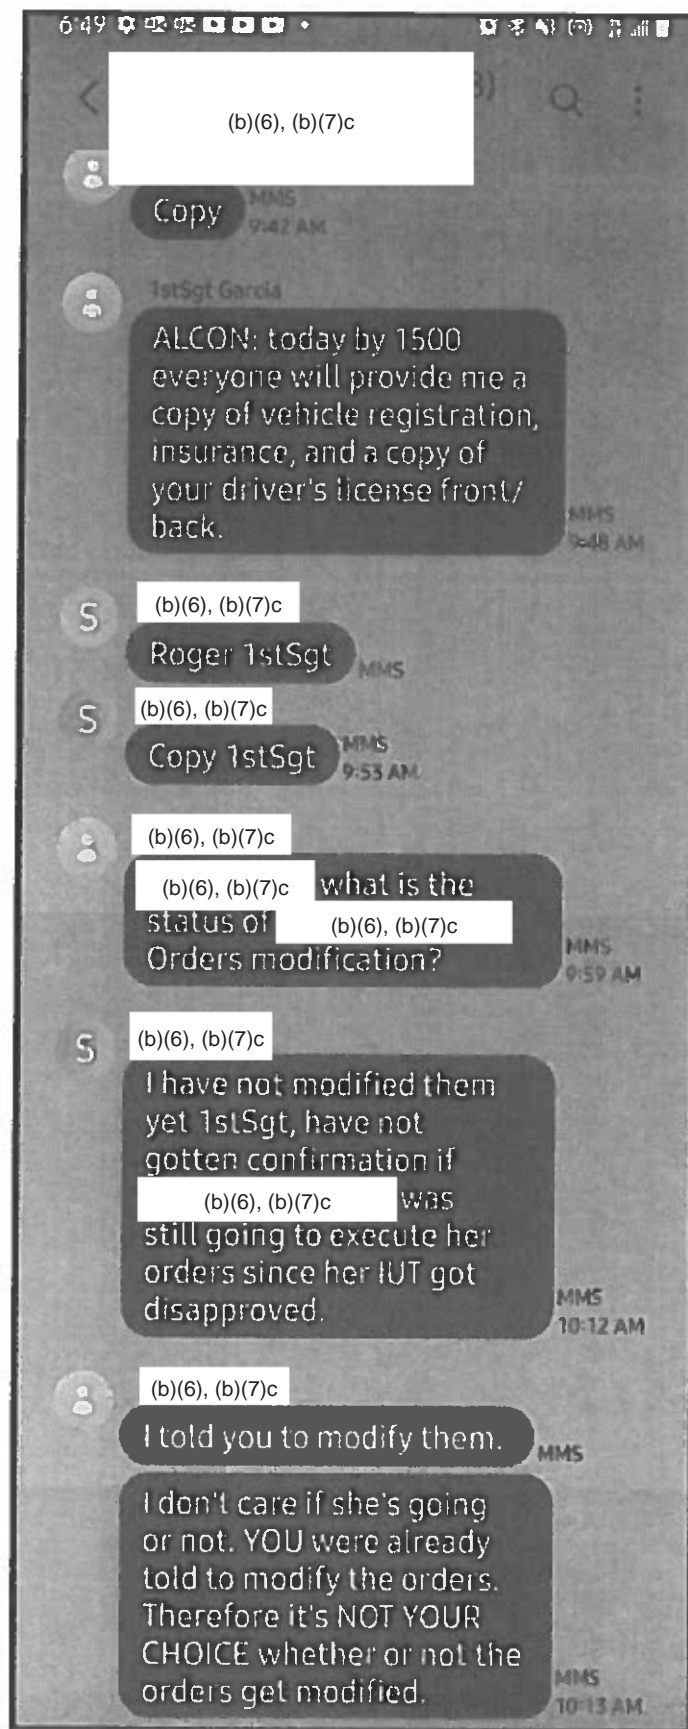 6:49
(b)(6), (b)(7)c
Copy
MMS
9:42 AM
1stSgt Garcia
ALCON: today by 1500
everyone will provide me a
copy of vehicle registration,
insurance, and a copy of
your driver's license front/
back.
MMS
9:48 AM
S
(b)(6), (b)(7)c
Roger 1stSgt
MMS
S
(b)(6), (b)(7)c
Copy 1stSgt
MMS
9:53 AM
(b)(6), (b)(7)c
(b)(6), (b)(7)c what is the
status of (b)(6), (b)(7)c
Orders modification?
MMS
9:59 AM
S
(b)(6), (b)(7)c
I have not modified them
yet 1stSgt, have not
gotten confirmation if
(b)(6), (b)(7)c was
still going to execute her
orders since her IUT got
disapproved.
MMS
10:12 AM
(b)(6), (b)(7)c
I told you to modify them.
MMS
I don't care if she's going
or not. YOU were already
told to modify the orders.
Therefore it's NOT YOUR
CHOICE whether or not the
orders get modified.
MMS
10:13 AM